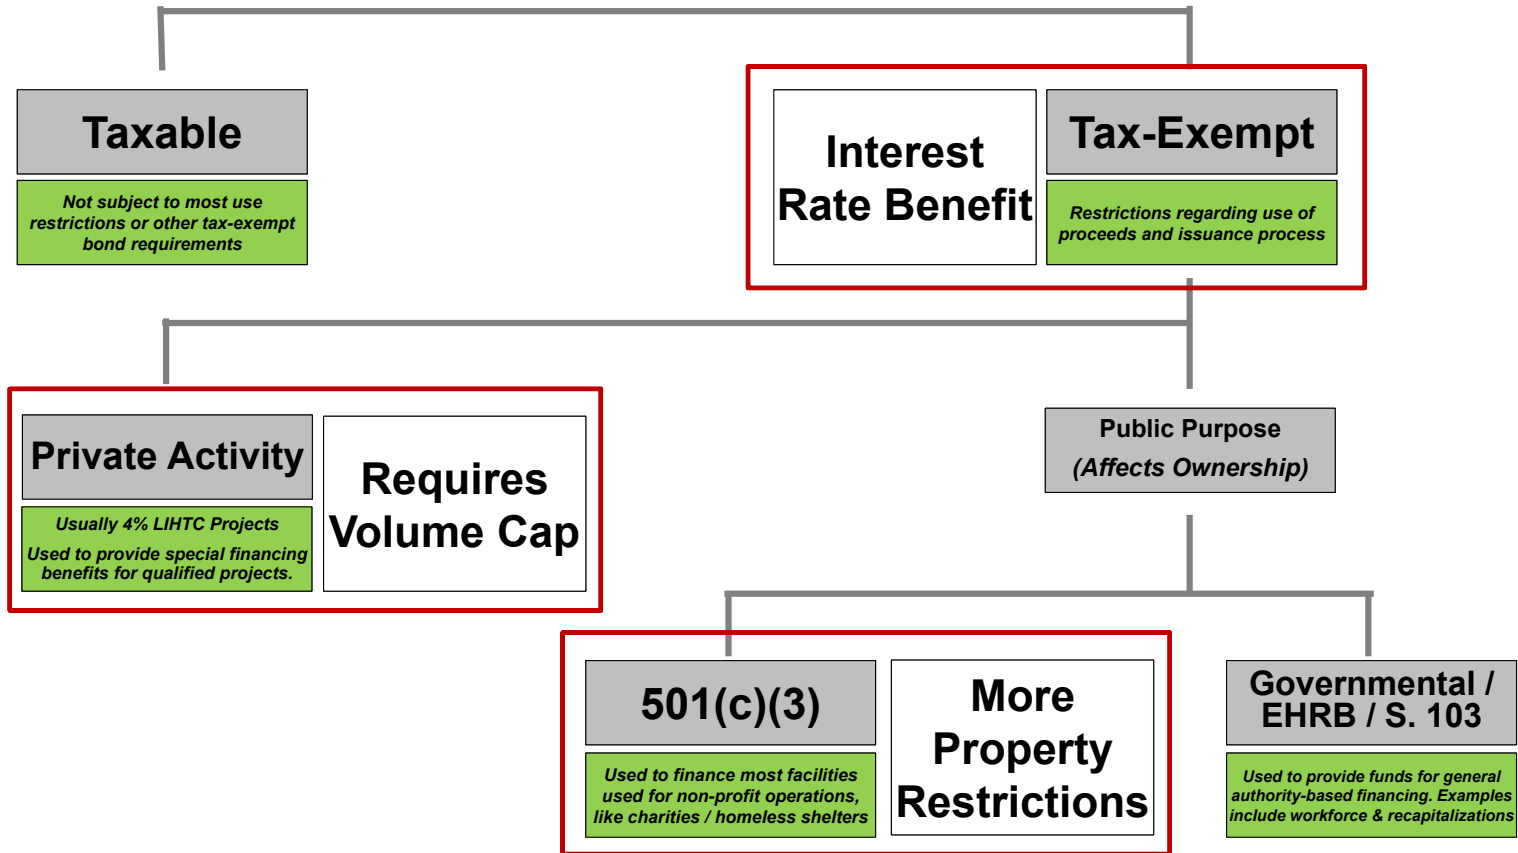 Taxable
Not subject to most use
restrictions or other tax-exempt
bond requirements
Interest
Rate Benefit
Tax-Exempt
Restrictions regarding use of
proceeds and issuance process
Private Activity
Usually 4% LIHTC Projects
Used to provide special financing
benefits for qualified projects.
Requires
Volume Cap
Public Purpose
(Affects Ownership)
501(c)(3)
Used to finance most facilities
used for non-profit operations,
like charities / homeless shelters
More
Property
Restrictions
Governmental /
EHRB / S. 103
Used to provide funds for general
authority-based financing. Examples
include workforce & recapitalizations